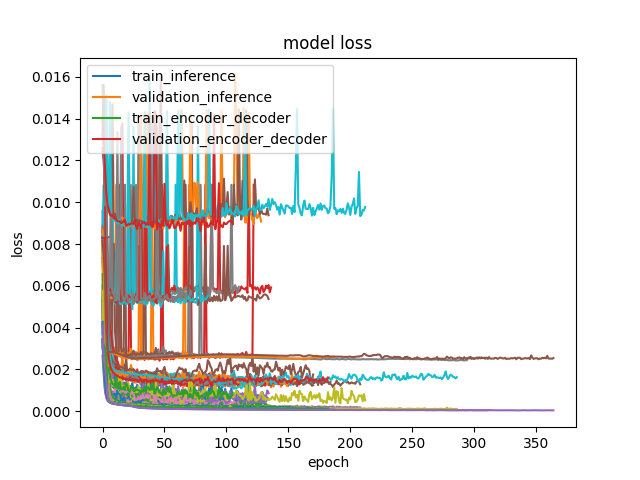 model loss
train_inference
validation_inference
train_encoder_decoder
validation_encoder_decoder
0.016
0.014
0.012
0.010
0.008
0.006
0.004
0.002
0.000
loss
0 50 100 150 200 250 300 350
epoch